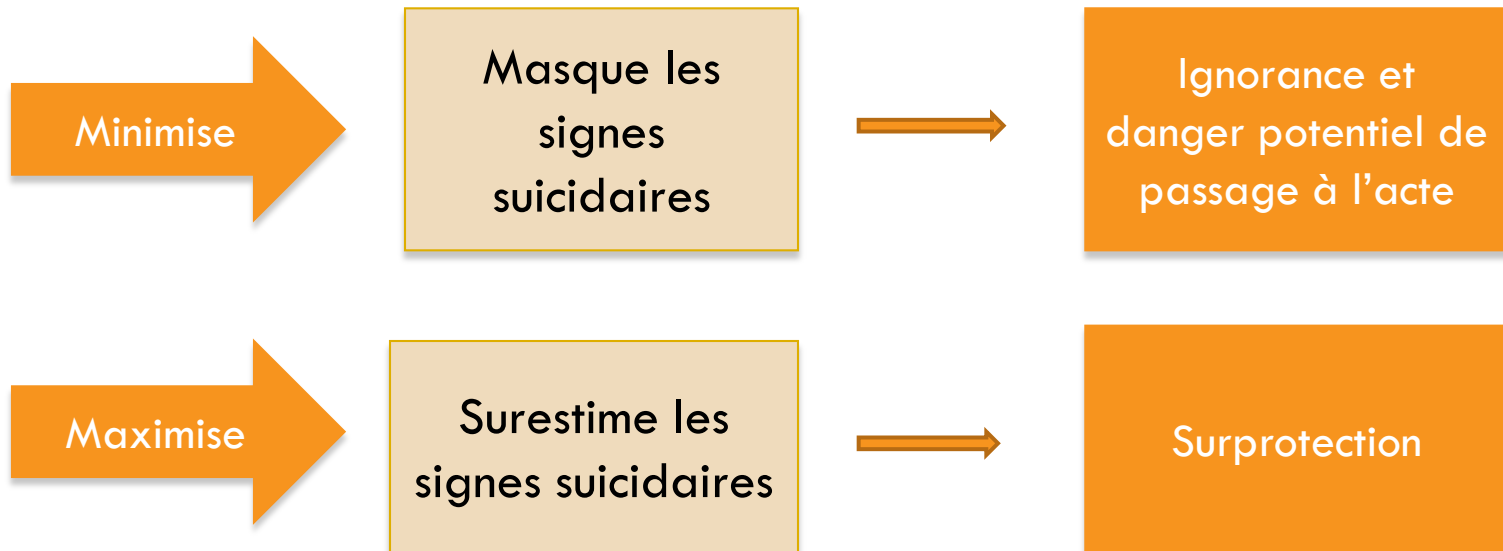 Minimise
Masque les
signes
suicidaires
Ignorance et
danger potentiel de
passage à l’acte
Maximise
Surestime les
signes suicidaires
Surprotection